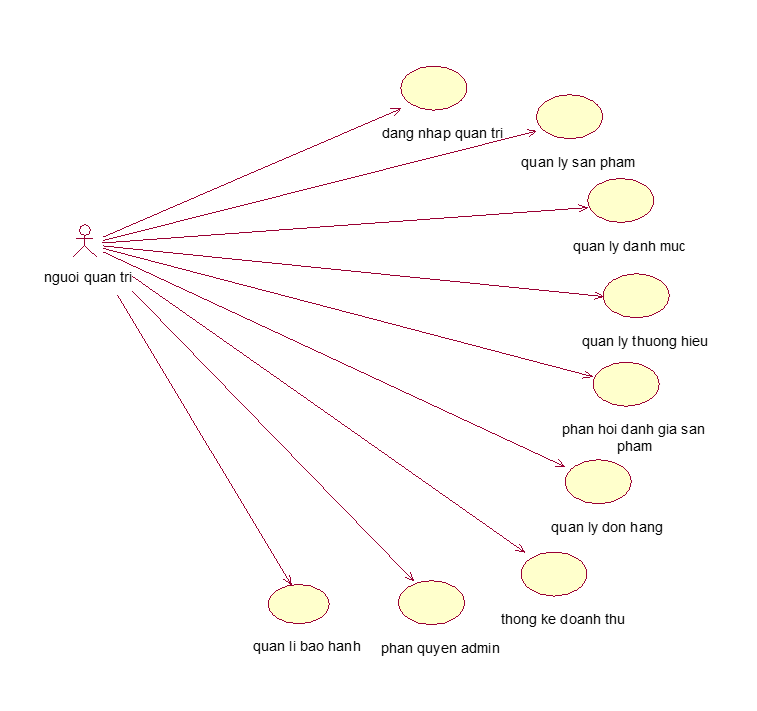 dang nhap quan tri
quan ly san pham
quan ly danh muc
nguoi quan tri
quan ly thuong hieu
phan hoi danh gia san
pham
quan ly don hang
thong ke doanh thu
quan li bao hanh
phan quyen admin